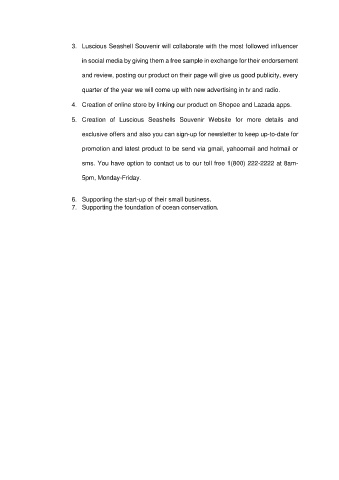 3. Luscious Seashell Souvenir will collaborate with the most followed influencer
in social media by giving them a free sample in exchange for their endorsement
and review, posting our product on their page will give us good publicity, every
quarter of the year we will come up with new advertising in tv and radio.
4. Creation of online store by linking our product on Shopee and Lazada apps.
5. Creation of Luscious Seashells Souvenir Website for more details and
exclusive offers and also you can sign-up for newsletter to keep up-to-date for
promotion and latest product to be send via gmail, yahoomail and hotmail or
sms. You have option to contact us to our toll free 1(800) 222-2222 at 8am-
5pm, Monday-Friday.
6. Supporting the start-up of their small business.
7. Supporting the foundation of ocean conservation.